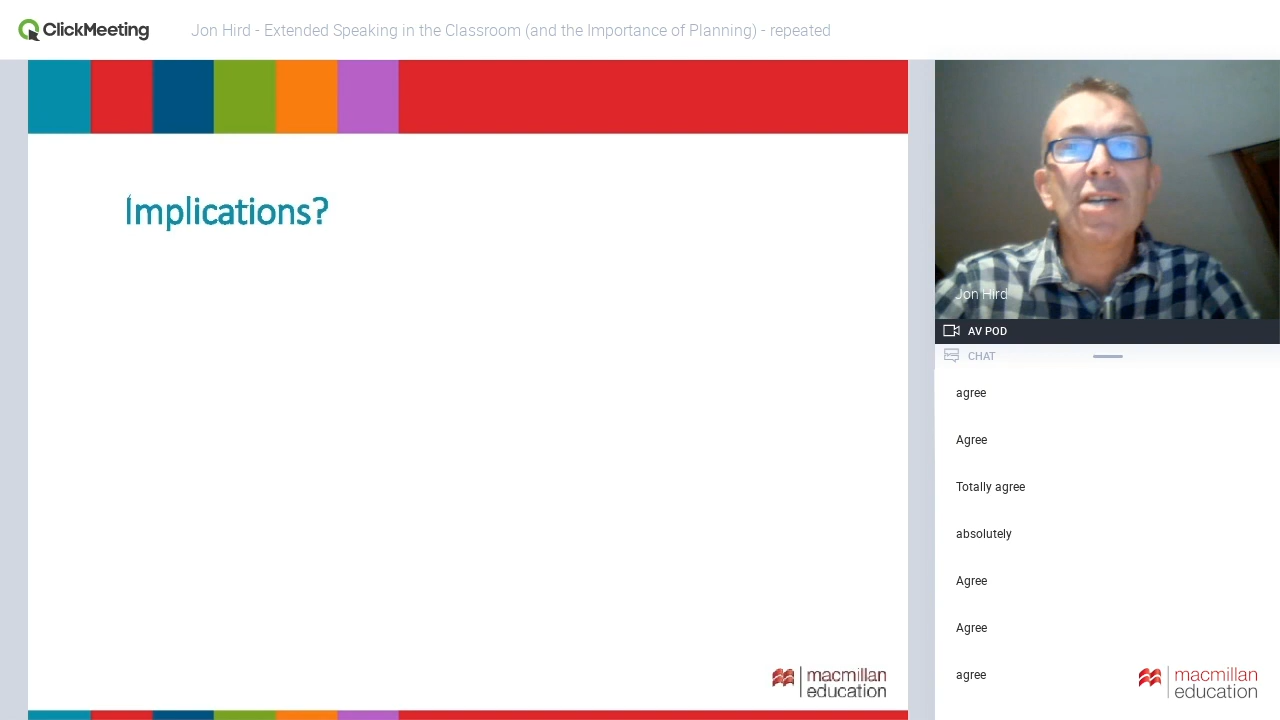 ClickMeeting
Jon Hird - Extended Speaking in the Classroom (and the Importance of Planning) - repeated
Implications?
macmillan
education
Jon Hird
AV POD
CHAT
agree
Agree
Totally agree
absolutely
Agree
Agree
agree
macmillan
education